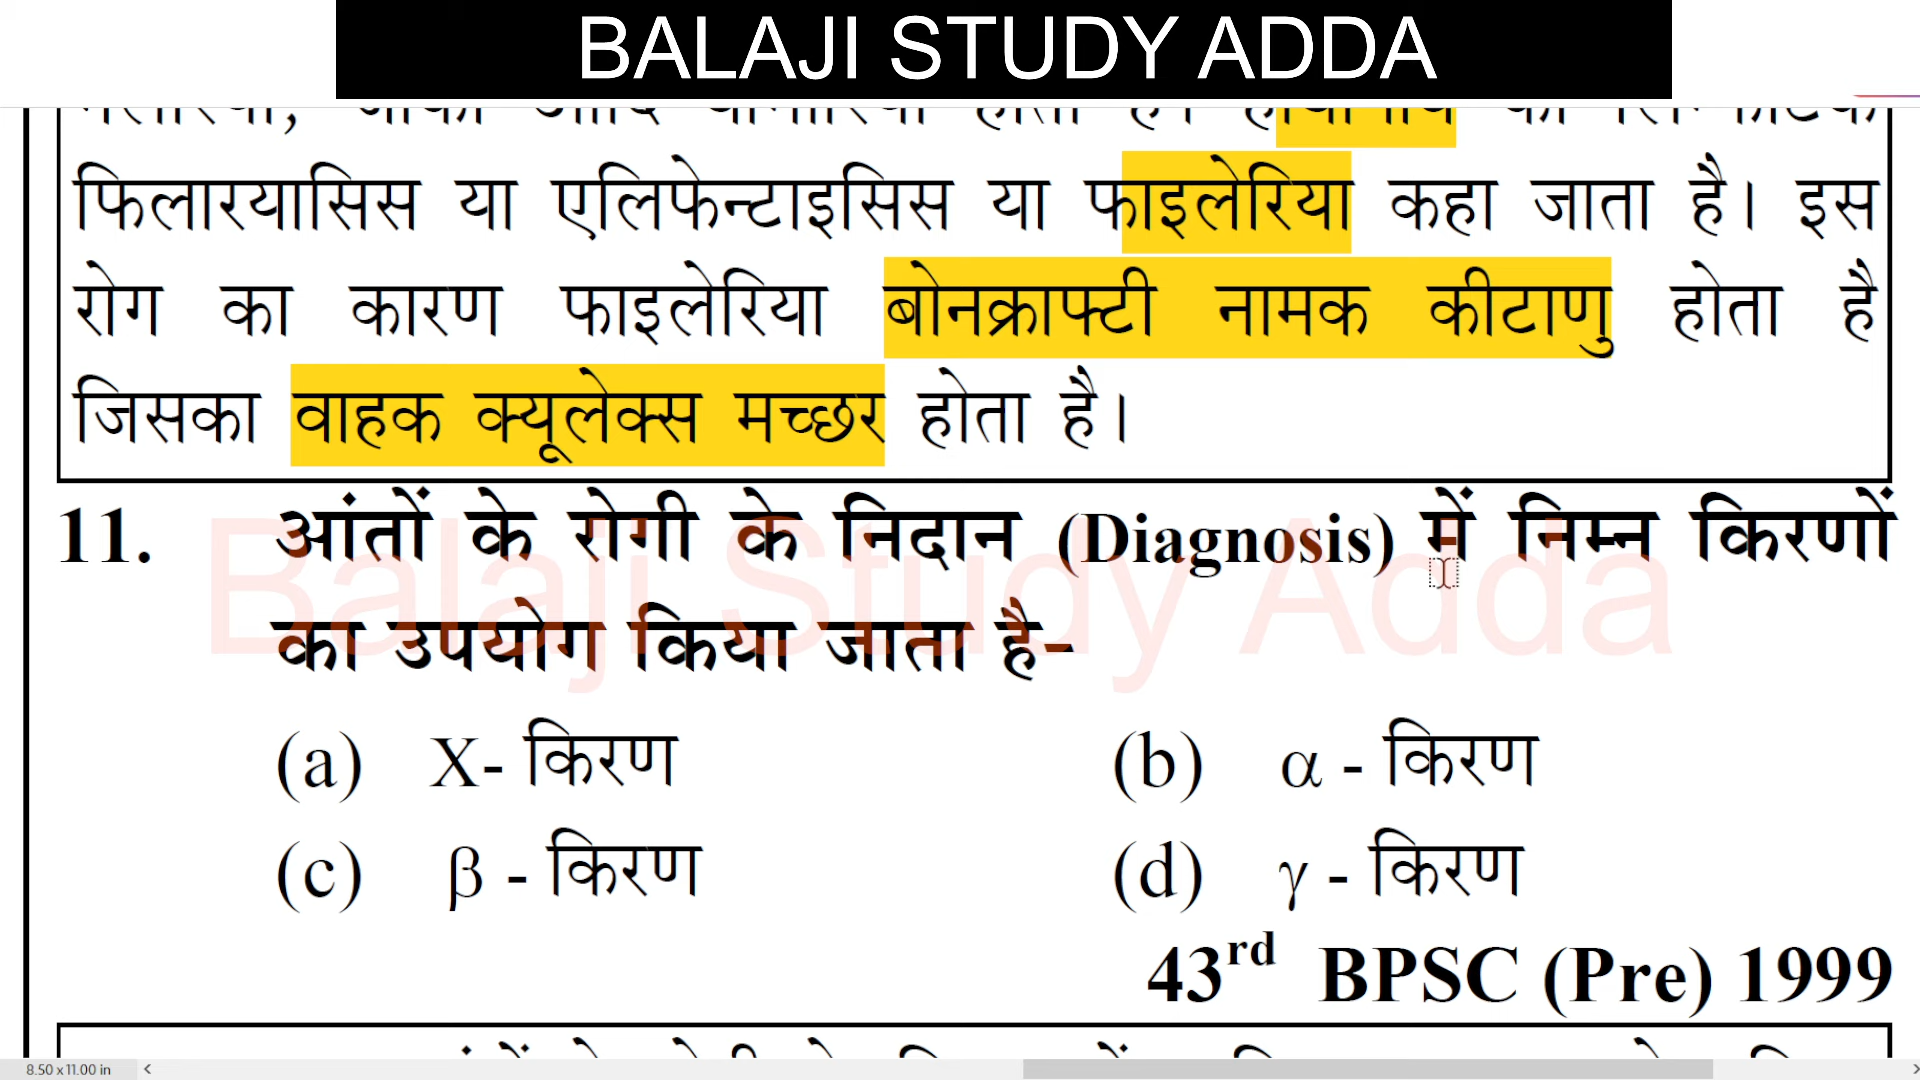 BALAJI STUDY ADDA
फिलारयासिस या एलिफेन्टाइसिस या फाइलेरिया कहा जाता है। इस
रोग का कारण फाइलेरिया बोनक्राफ्टी नामक कीटाणु होता है
जिसका वाहक क्यूलेक्स मच्छर होता है।
11. आंतों के रोगी के निदान (Diagnosis) में निम्न किरणों
Balaji Study Adda
का उपयोग किया जाता है-
(a) X- किरण (b) α - किरण
(c) β - किरण (d) γ - किरण
43rd BPSC (Pre) 1999
8.50 x 11.00 in